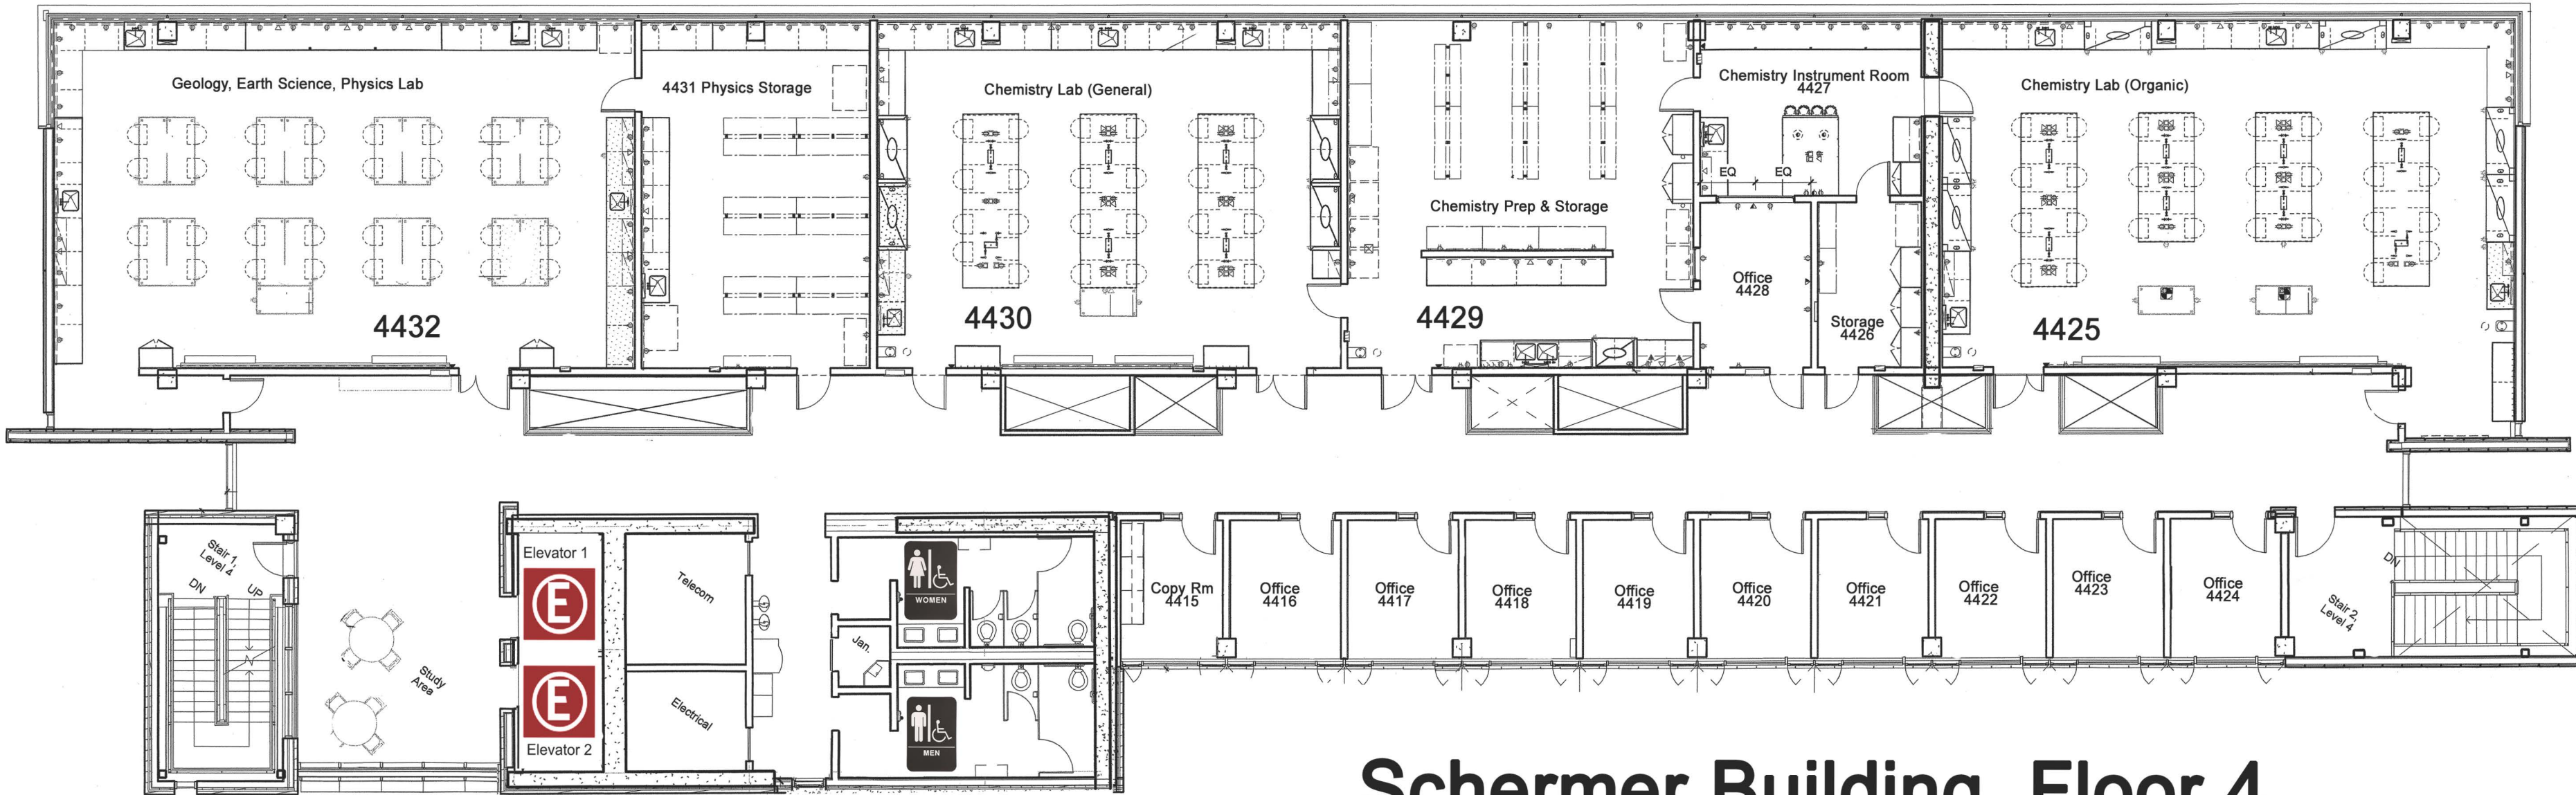 Geology, Earth Science, Physics Lab
4431 Physics Storage
Chemistry Lab (General)
Chemistry Instrument Room
4427
Chemistry Lab (Organic)
EQ
EQ
Chemistry Prep & Storage
Office
4428
Storage
4426
4432
4430
4429
4425
Stair 1,
Level 4
DN
UP
Study
Area
Elevator 1
E
E
Elevator 2
Telecom
Electrical
WOMEN
Jan.
MEN
Copy Rm
4415
Office
4416
Office
4417
Office
4418
Office
4419
Office
4420
Office
4421
Office
4422
Office
4423
Office
4424
Stair 2,
Level 4
DN
Schermer Building, Floor 4